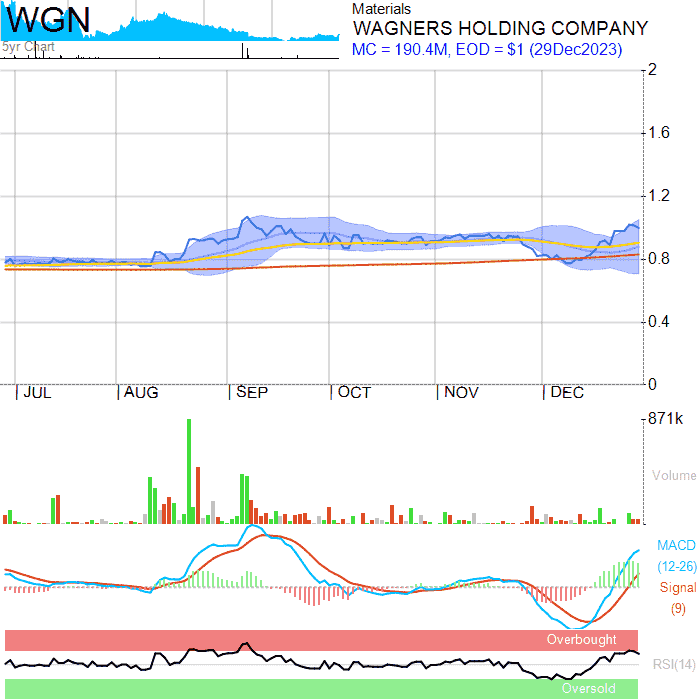 WGN
5yr Chart
Materials
WAGNERS HOLDING COMPANY
MC = 190.4M, EOD = $1 (29Dec2023)
2
1.6
1.2
0.8
0.4
0
JUL AUG SEP OCT NOV DEC
871k
Volume
MACD
(12-26)
Signal
(9)
Overbought
RSI(14)
Oversold